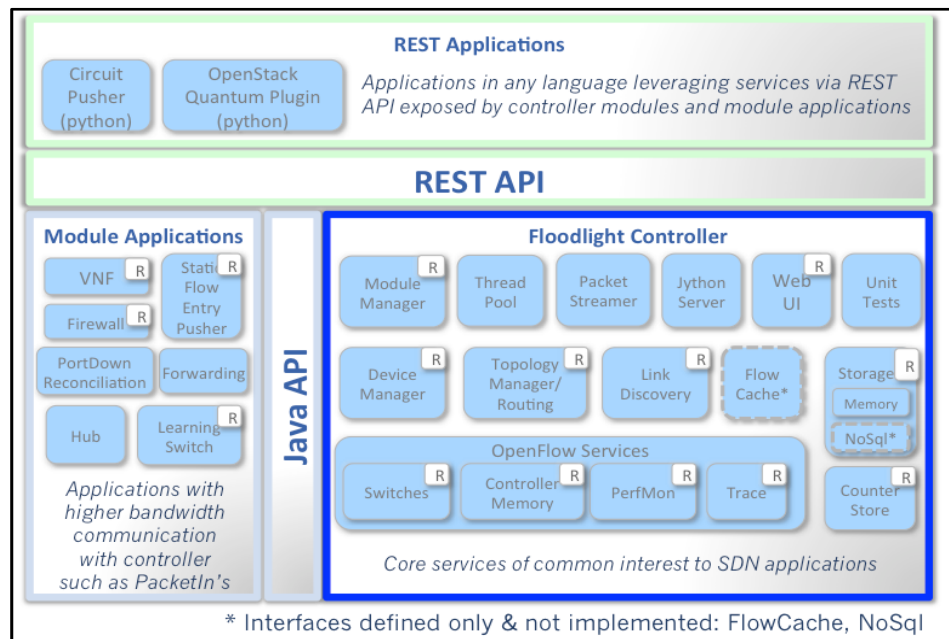 REST Applications
Circuit
Pusher
(python)
OpenStack
Quantum Plugin
(python)
Applications in any language leveraging services via REST
API exposed by controller modules and module applications
REST API
Module Applications
VNF
R
Static
Flow
Entry
Pusher
R
Firewall
R
PortDown
Reconciliation
Forwarding
Hub
Learning
Switch
R
Applications with
higher bandwidth
communication
with controller
such as PacketIn's
Java API
Floodlight Controller
Module
Manager
R
Thread
Pool
Packet
Streamer
Jython
Server
Web
UI
R
Unit
Tests
Device
Manager
R
Topology
Manager/
Routing
R
Link
Discovery
R
Flow
Cache*
Storage
R
Memory
NoSql*
OpenFlow Services
Switches
R
Controller
Memory
R
PerfMon
R
Trace
R
Counter
Store
R
Core services of common interest to SDN applications
* Interfaces defined only & not implemented: FlowCache, NoSql